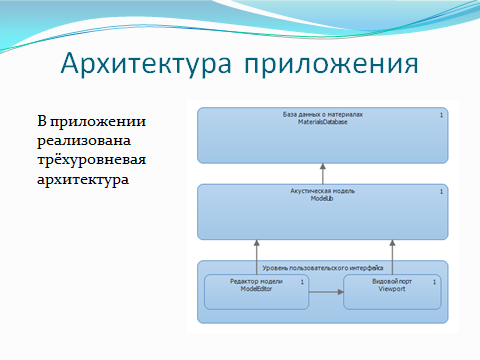 Архитектура приложения
В приложении
реализована
трёхуровневая
архитектура
База данных о материалах 1
MaterialsDatabase
Акустическая модель 1
ModelLib
Уровень пользовательского интерфейса
Редактор модели 1
ModelEditor
Видовой порт 1
Viewport